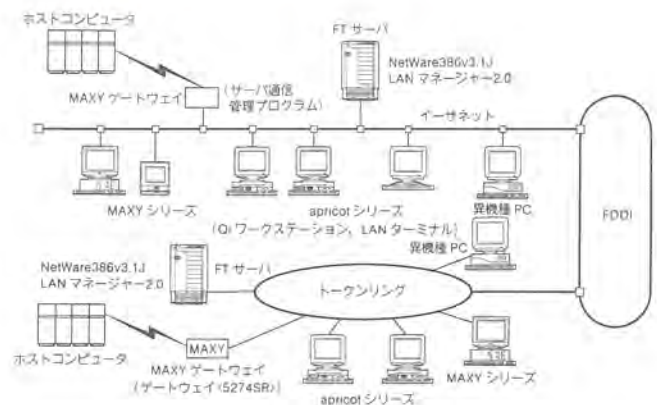 ホストコンピュータ
FT サーバ
NetWare386v3.1J
LAN マネージャー2.0
MAXY ゲートウェイ
(サーバ通信
管理プログラム)
イーサネット
MAXY シリーズ
apricot シリーズ
(Qi ワークステーション、LAN ターミナル)
異機種 PC
FDDI
異機種 PC
NetWare386v3.1J
LAN マネージャー2.0
FT サーバ
トークンリング
ホストコンピュータ
MAXY
MAXY ゲートウェイ
(ゲートウェイ<5274SR>)
apricot シリーズ
MAXY シリーズ